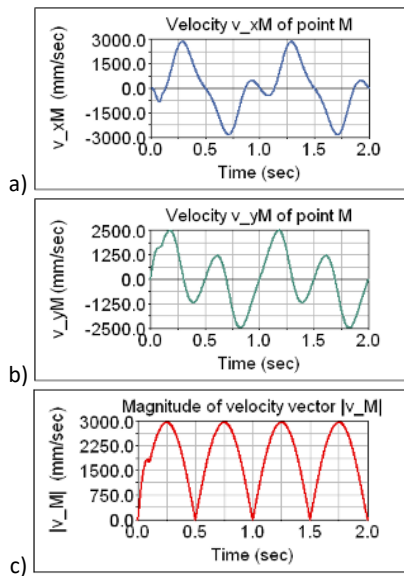 Velocity v_xM of point M
v_xM (mm/sec)
3000.0
0.0
-3000.0
0.0 0.5 1.0 1.5 2.0
Time (sec)
a)
Velocity v_yM of point M
v_yM (mm/sec)
2500.0
1250.0
0.0
-1250.0
-2500.0
0.0 0.5 1.0 1.5 2.0
Time (sec)
b)
Magnitude of velocity vector |v_M|
|v_M| (mm/sec)
3000.0
2250.0
1500.0
750.0
0.0
0.0 0.5 1.0 1.5 2.0
Time (sec)
c)